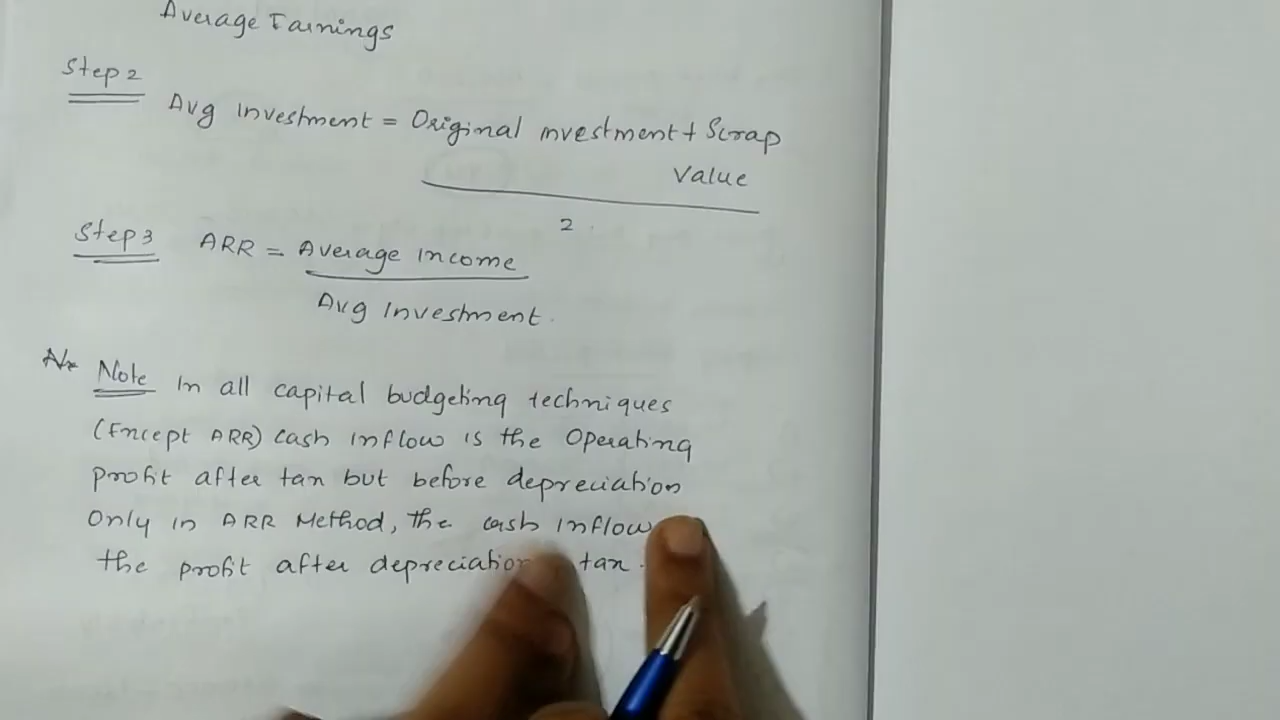 Average Earnings
Step 2
Avg Investment = Original nvestment + Scrap
Value
2
Step 3 ARR = Average Income
Avg Investment.
Note In all capital budgeting techniques
(Except ARR) cash inflow is the Operating
profit after tax but before depreciation
Only in ARR Method, the cash inflow
the profit after depreciation tax.